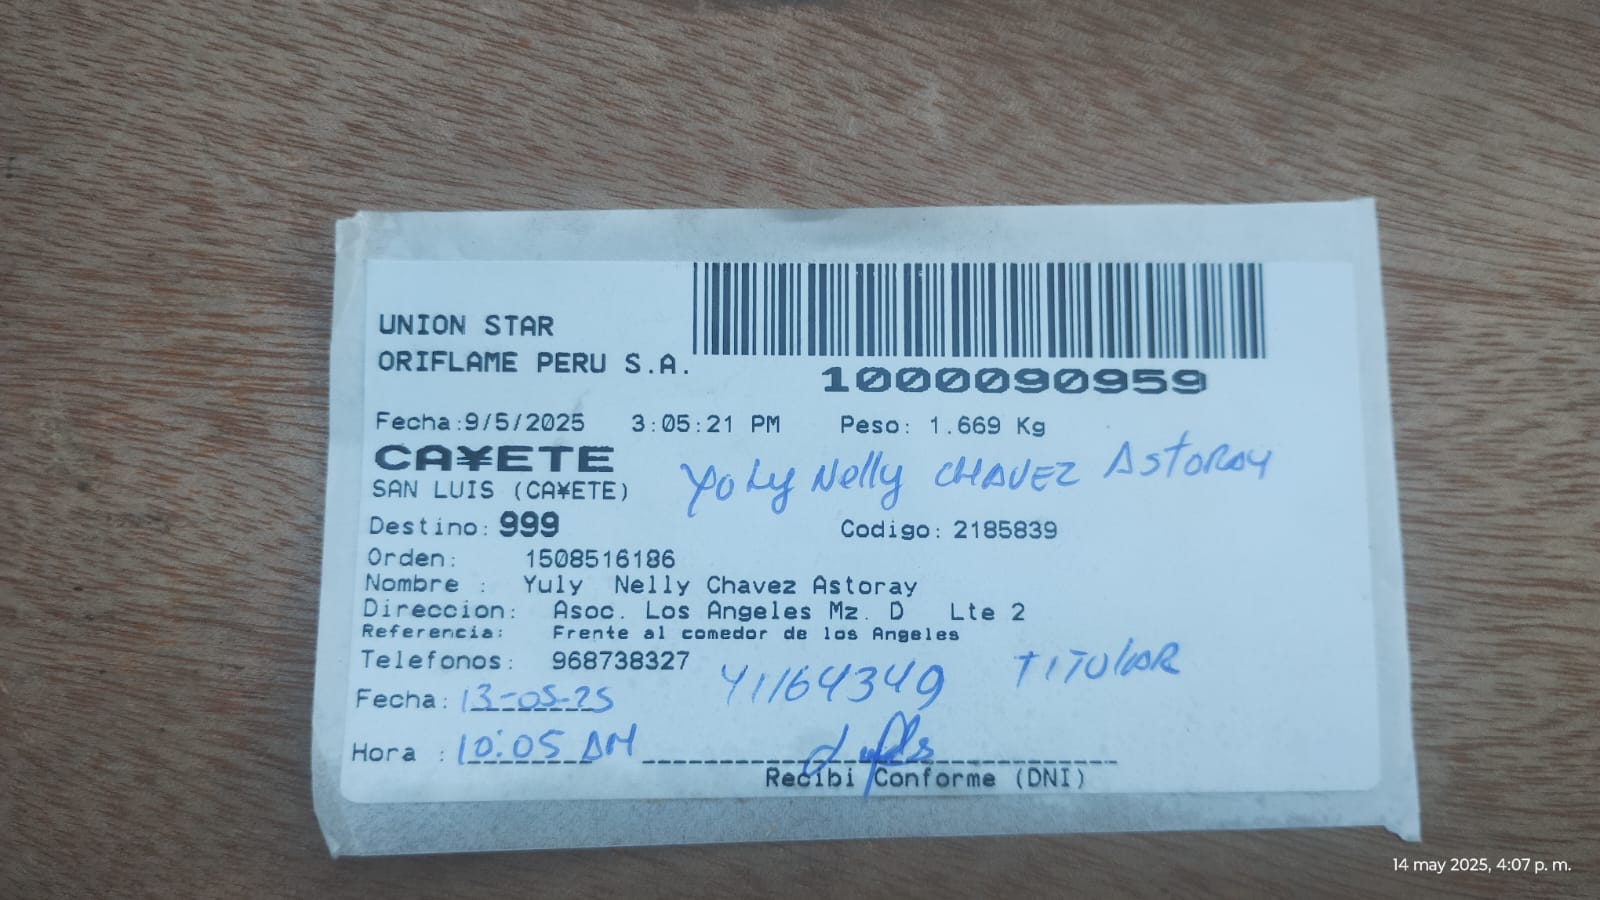 UNION STAR
ORIFLAME PERU S.A.
1000090959
Fecha:9/5/2025 3:05:21 PM Peso: 1.669 Kg
CA¥ETE
SAN LUIS (CA¥ETE)
Yoly Nelly CHAVEZ Astoray
Destino: 999 Codigo: 2185839
Orden: 1508516186
Nombre : Yuly Nelly Chavez Astoray
Direccion: Asoc. Los Angeles Mz. D Lte 2
Referencia: Frente al comedor de los Angeles
Telefonos: 968738327
41164349 TITULAR
Fecha: 13-05-25
Hora : 10:05 AM
Recibi Conforme (DNI)
14 may 2025, 4:07 p. m.